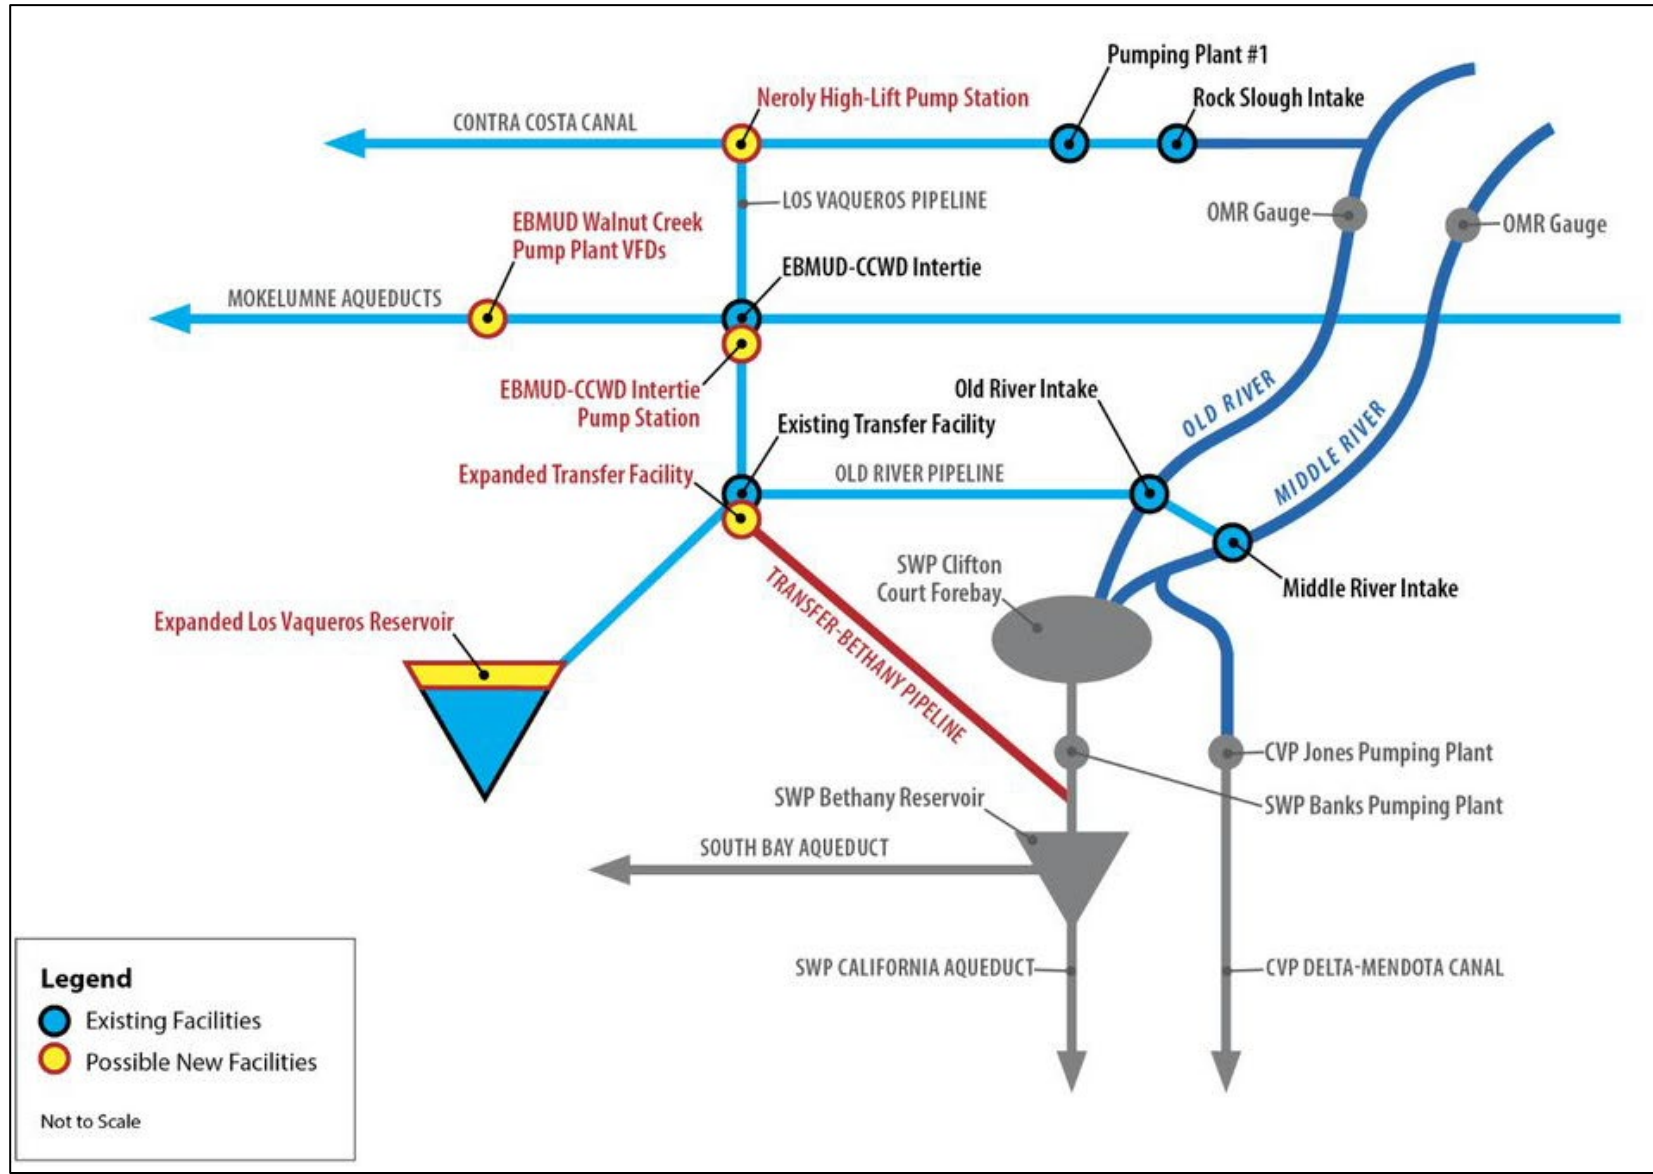 Pumping Plant #1
Neroly High-Lift Pump Station
Rock Slough Intake
CONTRA COSTA CANAL
LOS VAQUEROS PIPELINE
OMR Gauge
OMR Gauge
EBMUD Walnut Creek
Pump Plant VFDs
EBMUD-CCWD Intertie
MOKELUMNE AQUEDUCTS
EBMUD-CCWD Intertie
Pump Station
Old River Intake
OLD RIVER
MIDDLE RIVER
Existing Transfer Facility
Expanded Transfer Facility
OLD RIVER PIPELINE
SWP Clifton
Court Forebay
Middle River Intake
Expanded Los Vaqueros Reservoir
TRANSFER-BETHANY PIPELINE
CVP Jones Pumping Plant
SWP Bethany Reservoir
SWP Banks Pumping Plant
SOUTH BAY AQUEDUCT
SWP CALIFORNIA AQUEDUCT
CVP DELTA-MENDOTA CANAL
Legend
Existing Facilities
Possible New Facilities
Not to Scale